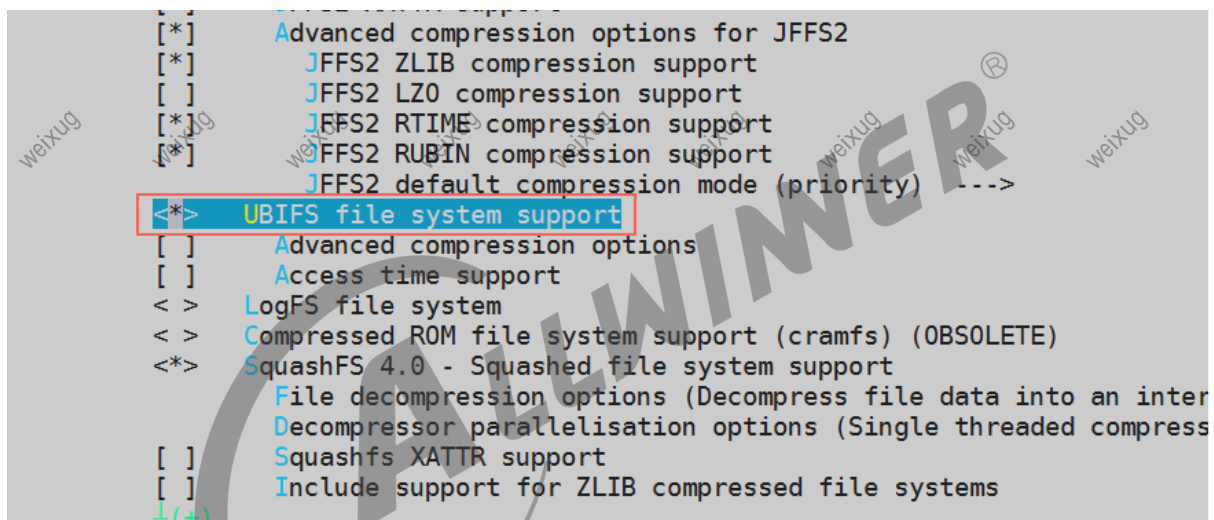 [*] Advanced compression options for JFFS2
[*] JFFS2 ZLIB compression support
[ ] JFFS2 LZO compression support
[*] JFFS2 RTIME compression support
[*] JFFS2 RUBIN compression support
JFFS2 default compression mode (priority) --->
<*> UBIFS file system support
[ ] Advanced compression options
[ ] Access time support
< > LogFS file system
< > Compressed ROM file system support (cramfs) (OBSOLETE)
<*> SquashFS 4.0 - Squashed file system support
File decompression options (Decompress file data into an inter
Decompressor parallelisation options (Single threaded compress
[ ] Squashfs XATTR support
[ ] Include support for ZLIB compressed file systems
┴(+)
weixug weixug weixug weixug weixug weixug weixug weixug
ALLWINNER®